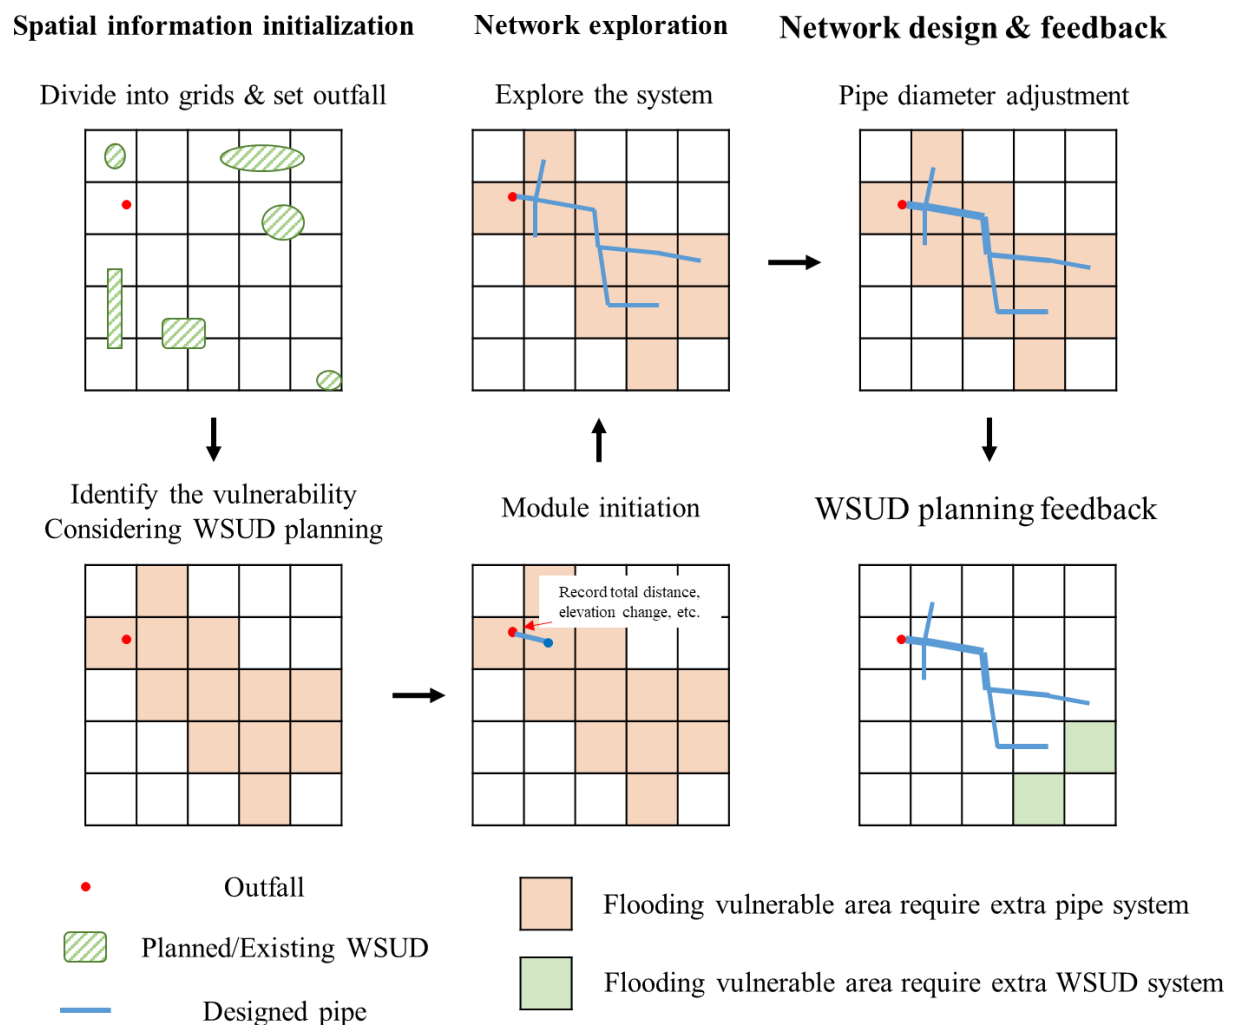 Spatial information initialization
Network exploration
Network design & feedback
Divide into grids & set outfall
Explore the system
Pipe diameter adjustment
Identify the vulnerability
Considering WSUD planning
Module initiation
WSUD planning feedback
Record total distance,
elevation change, etc.
Outfall
Planned/Existing WSUD
Designed pipe
Flooding vulnerable area require extra pipe system
Flooding vulnerable area require extra WSUD system